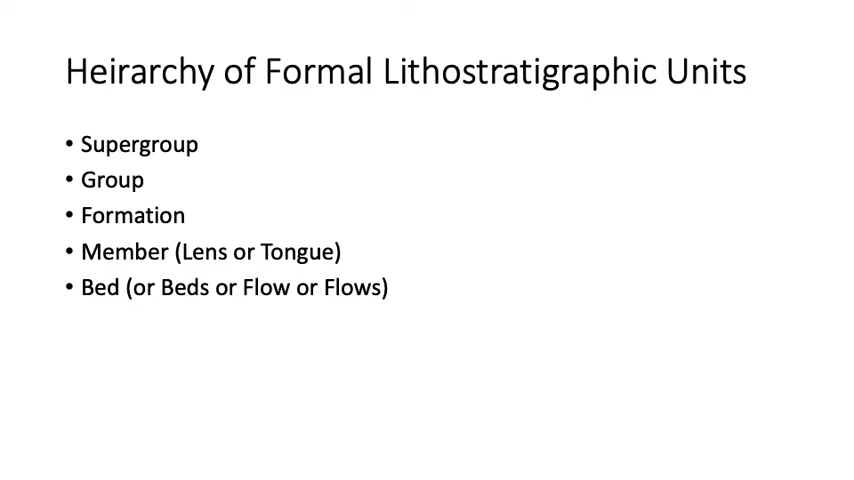 Heirarchy of Formal Lithostratigraphic Units
• Supergroup
• Group
• Formation
• Member (Lens or Tongue)
• Bed (or Beds or Flow or Flows)